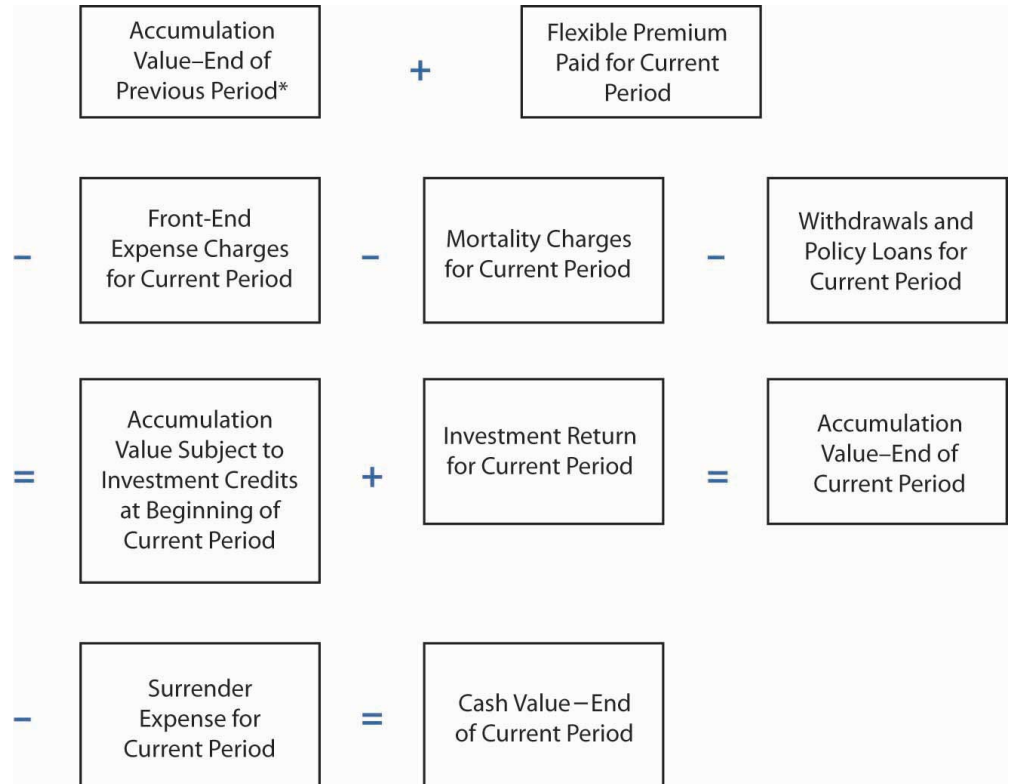 Accumulation
Value–End of
Previous Period*
+
Flexible Premium
Paid for Current
Period
–
Front-End
Expense Charges
for Current Period
–
Mortality Charges
for Current Period
–
Withdrawals and
Policy Loans for
Current Period
=
Accumulation
Value Subject to
Investment Credits
at Beginning of
Current Period
+
Investment Return
for Current Period
=
Accumulation
Value–End of
Current Period
–
Surrender
Expense for
Current Period
=
Cash Value–End
of Current Period